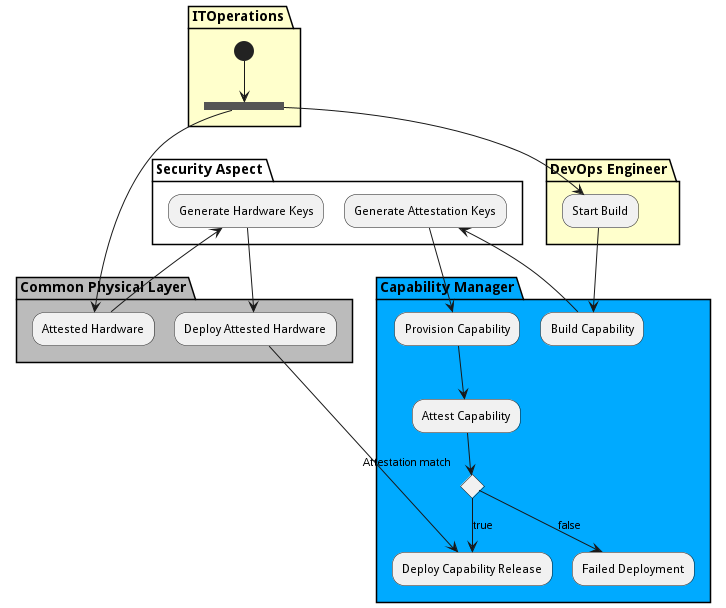 ITOperations
Security Aspect
DevOps Engineer
Generate Hardware Keys
Generate Attestation Keys
Start Build
Common Physical Layer
Capability Manager
Attested Hardware
Deploy Attested Hardware
Provision Capability
Build Capability
Attest Capability
Attestation match
true
false
Deploy Capability Release
Failed Deployment